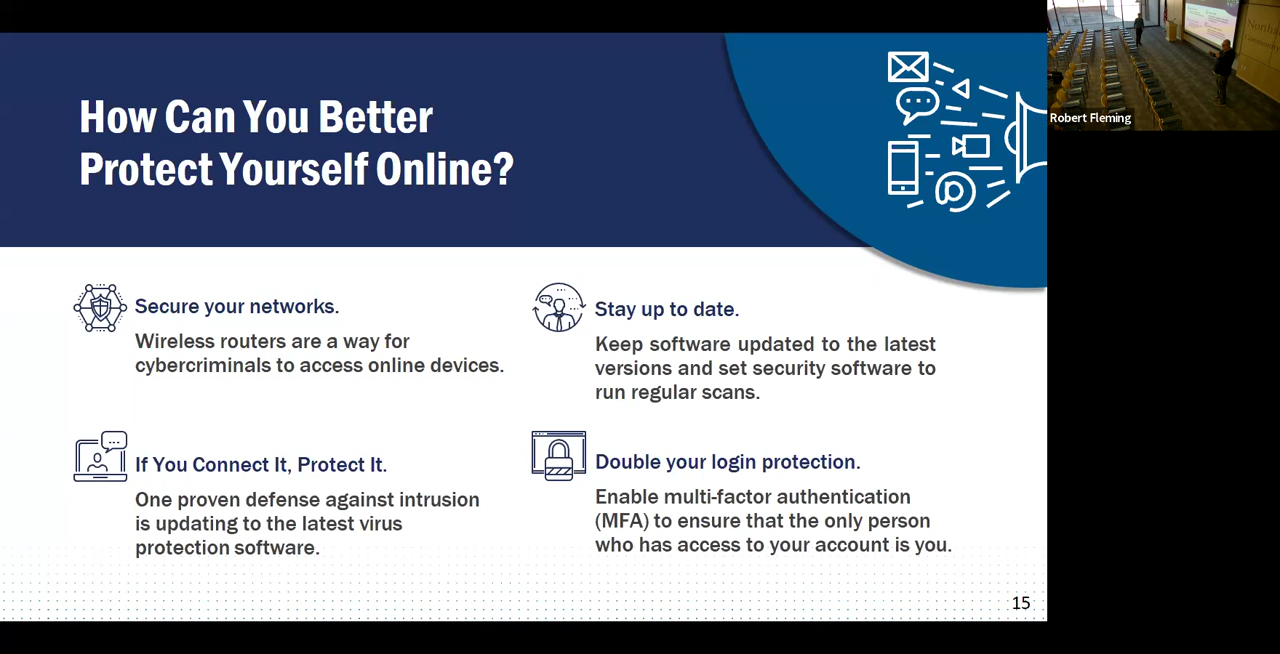 How Can You Better
Protect Yourself Online?
Secure your networks.
Wireless routers are a way for
cybercriminals to access online devices.
Stay up to date.
Keep software updated to the latest
versions and set security software to
run regular scans.
If You Connect It, Protect It.
One proven defense against intrusion
is updating to the latest virus
protection software.
Double your login protection.
Enable multi-factor authentication
(MFA) to ensure that the only person
who has access to your account is you.
15
Robert Fleming